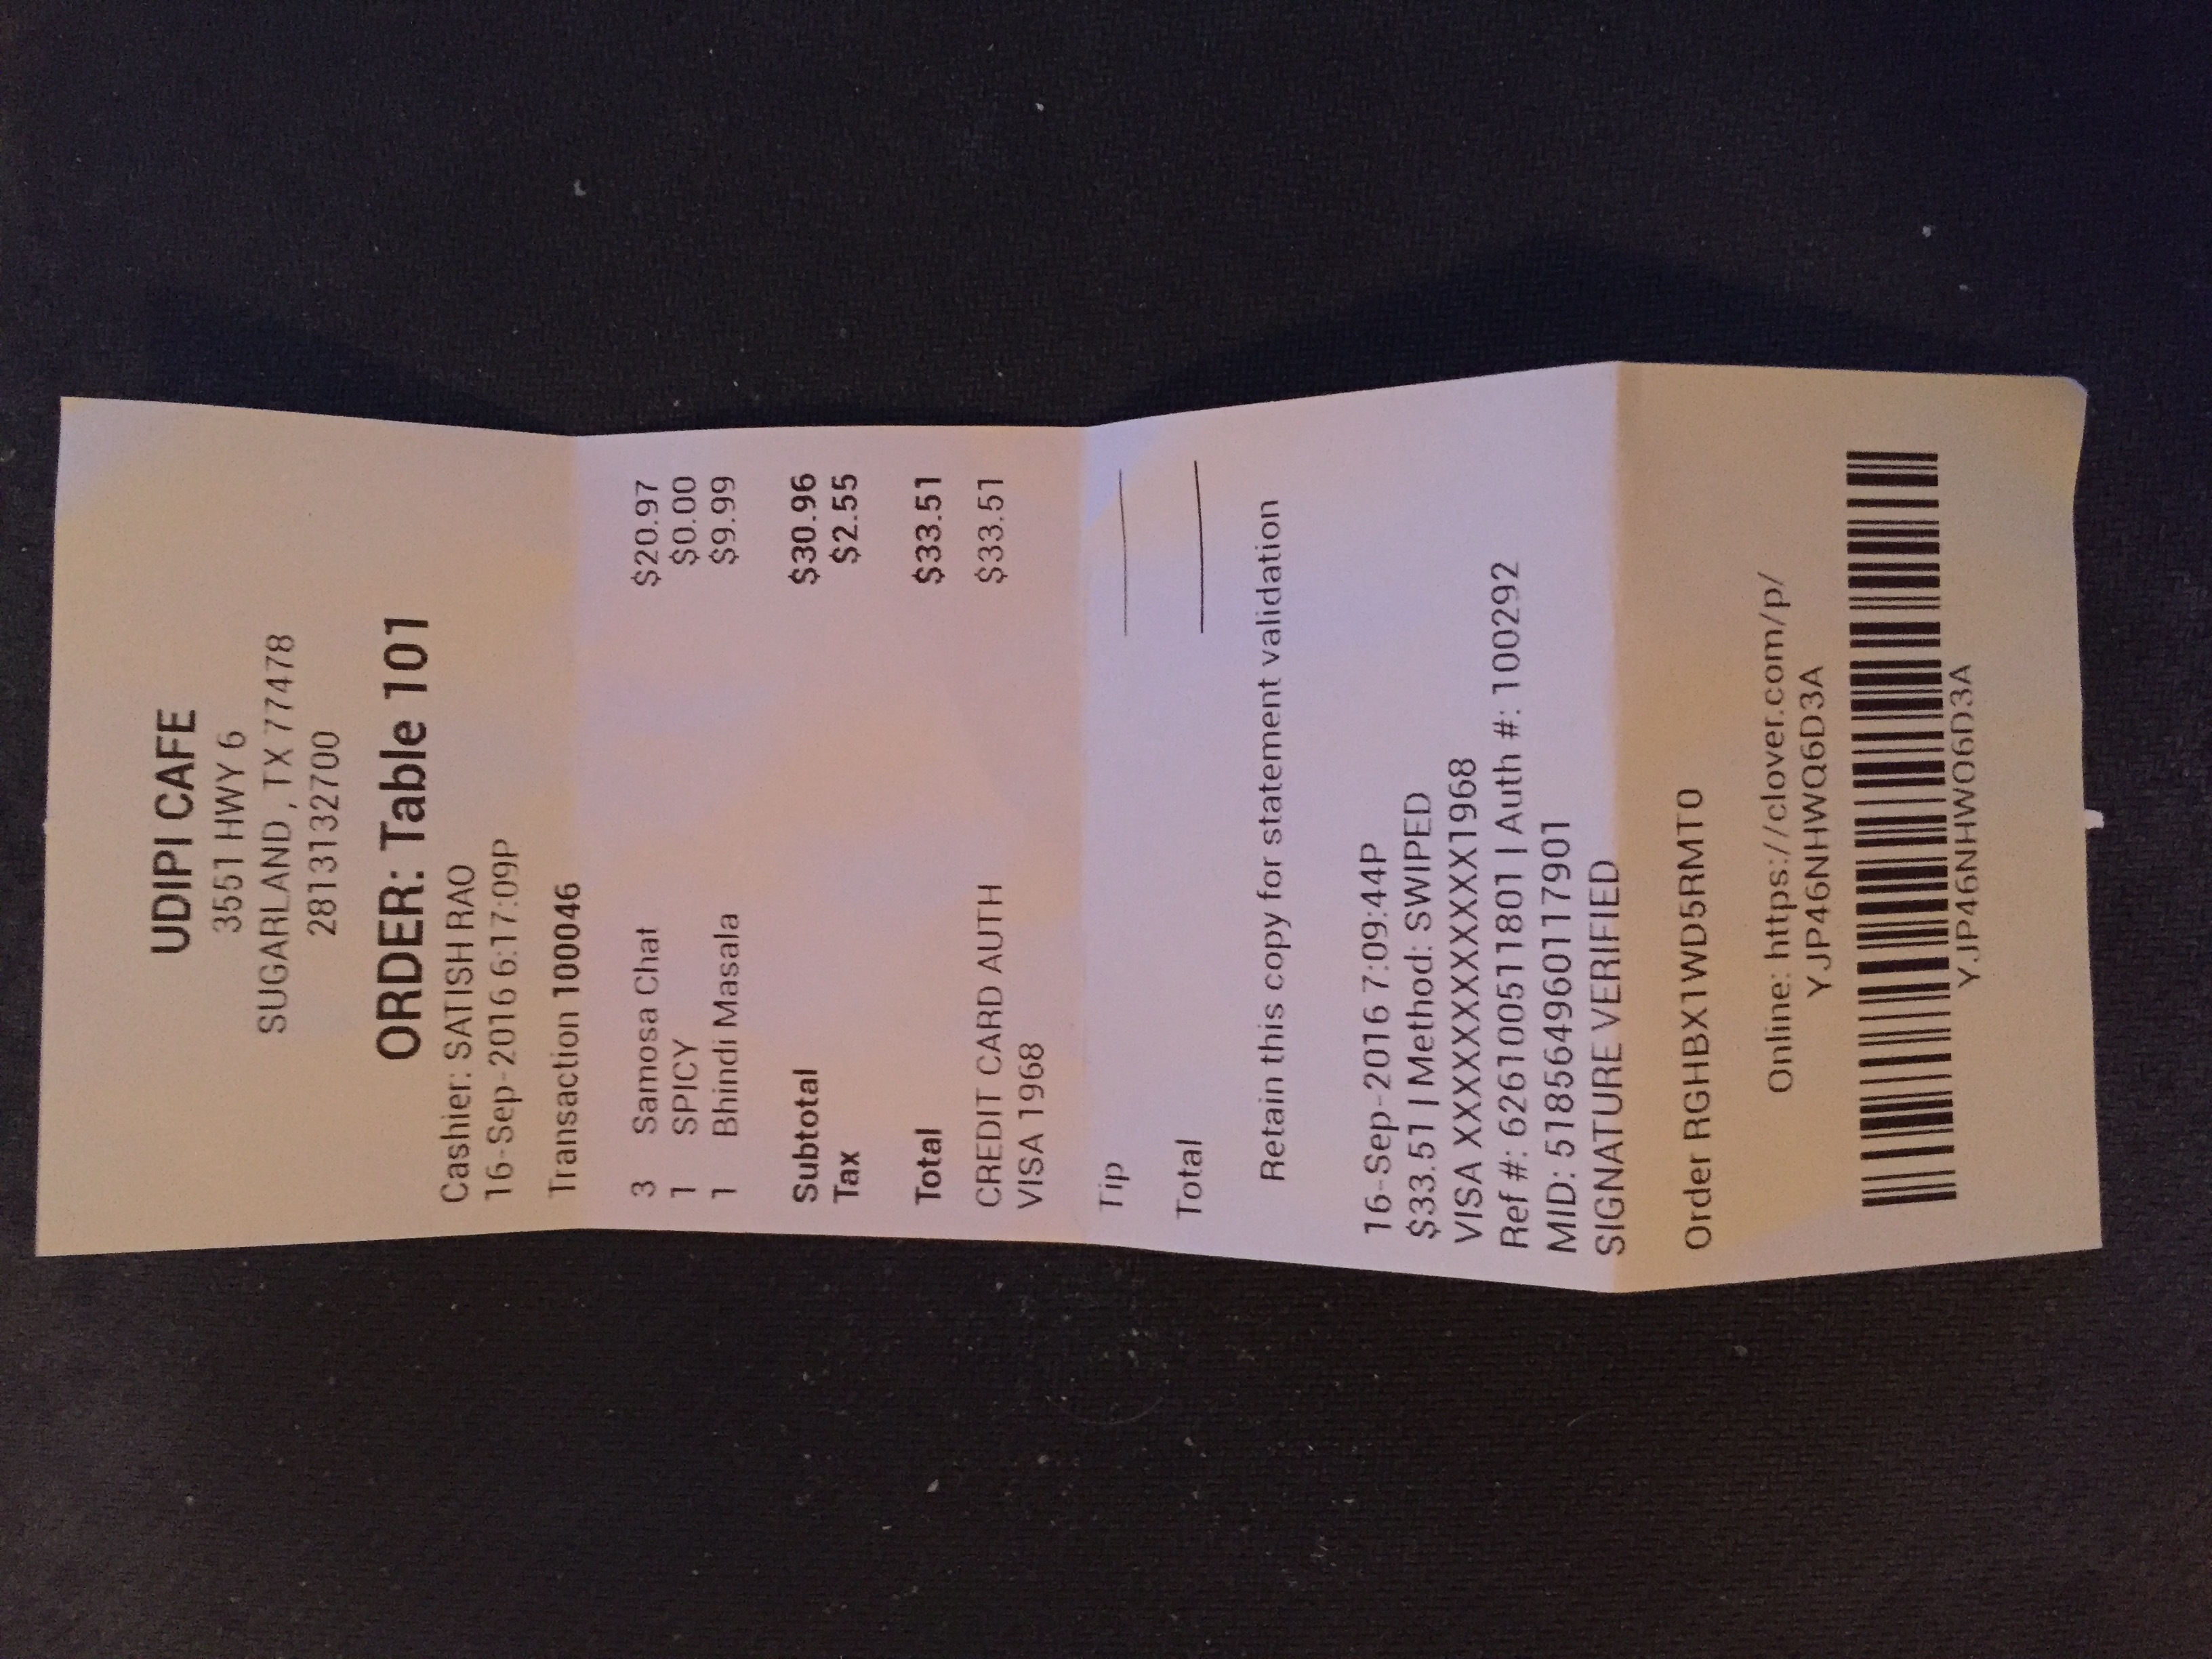 UDIPI CAFE
3551 HWY 6
SUGARLAND , TX 77478
2813132700
ORDER: Table 101
Cashier: SATISH RAO
16-Sep-2016 6:17:09P
Transaction 100046
3 Samosa Chat $20.97
1 SPICY $0.00
1 Bhindi Masala $9.99
Subtotal $30.96
Tax $2.55
Total $33.51
CREDIT CARD AUTH $33.51
VISA 1968
Tip
Total
Retain this copy for statement validation
16-Sep-2016 7:09:44P
$33.51 | Method: SWIPED
VISA XXXXXXXXXXXX1968
Ref #: 626100511801 | Auth #: 100292
MID: 518564960117901
SIGNATURE VERIFIED
Order RGHBX1WD5RMT0
Online: https://clover.com/p/
YJP46NHWQ6D3A
YJP46NHWQ6D3A